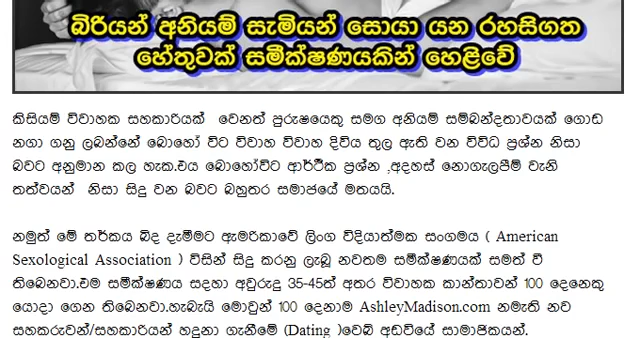 බිරියන් අනියම් සැමියන් සොයා යන රහසිගත
හේතුවක් සමීක්ෂණයකින් හෙළිවේ
කිසියම් විවාහක සහකාරියක් වෙනත් පුරුෂයෙකු සමග අනියම් සම්බන්දතාවයක් ගොඩ
නගා ගනු ලබන්නේ බොහෝ විට විවාහ විවාහ දිවිය තුල ඇති වන විවිධ ප්‍රශ්න නිසා
බවට අනුමාන කල හැක.එය බොහෝවිට ආර්ථික ප්‍රශ්න ,අදහස් නොගැලපීම් වැනි
තත්වයන් නිසා සිදු වන බවට බහුතර සමාජයේ මතයයි.
නමුත් මේ තර්කය බිද දැමීමට ඇමරිකාවේ ලිංග විද්‍යාත්මක සංගමය ( American
Sexological Association ) විසින් සිදු කරනු ලැබූ නවතම සමීක්ෂණයක් සමත් වී
තිබෙනවා.එම සමීක්ෂණය සදහා අවුරුදු 35-45ත් අතර විවාහක කාන්තාවන් 100 දෙනෙකු
යොදා ගෙන තිබෙනවා.හැබැයි මොවුන් 100 දෙනාම AshleyMadison.com නමැති නව
සහකරුවන්/සහකාරියන් හදුනා ගැනීමේ (Dating )වෙබ් අඩවියේ සාමාජිකයන්.